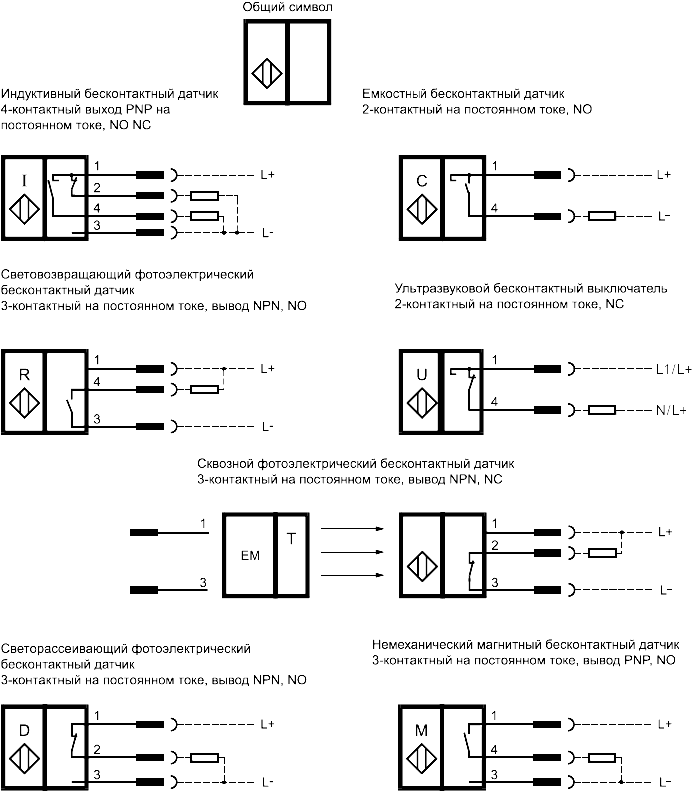 Общий символ
Индуктивный бесконтактный датчик
4-контактный выход PNP на
постоянном токе, NO NC
I
1
2
4
3
L+
L-
Емкостный бесконтактный датчик
2-контактный на постоянном токе, NO
C
1
4
L+
L-
Световозвращающий фотоэлектрический
бесконтактный датчик
3-контактный на постоянном токе, вывод NPN, NO
R
1
4
3
L+
L-
Ультразвуковой бесконтактный выключатель
2-контактный на постоянном токе, NC
U
1
4
L1/L+
N/L+
Сквозной фотоэлектрический бесконтактный датчик
3-контактный на постоянном токе, вывод NPN, NC
1
3
EM
T
1
2
3
L+
L-
Светорассеивающий фотоэлектрический
бесконтактный датчик
3-контактный на постоянном токе, вывод NPN, NO
D
1
2
3
L+
L-
Немеханический магнитный бесконтактный датчик
3-контактный на постоянном токе, вывод PNP, NO
M
1
4
3
L+
L-